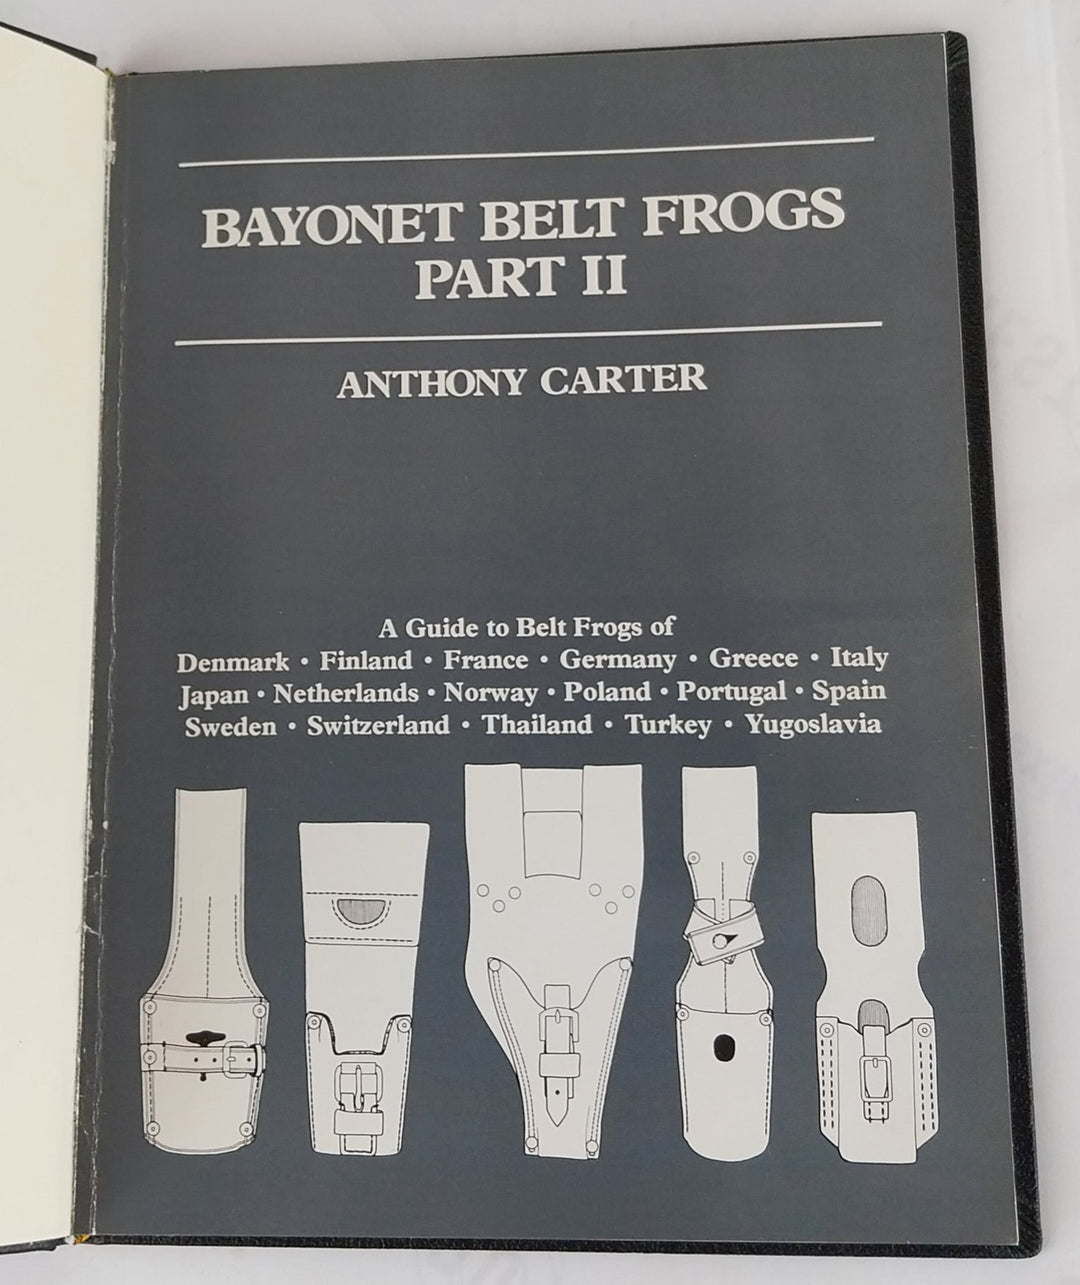 BAYONET BELT FROGS
PART II
ANTHONY CARTER
A Guide to Belt Frogs of
Denmark • Finland • France • Germany • Greece • Italy
Japan • Netherlands • Norway • Poland • Portugal • Spain
Sweden • Switzerland • Thailand • Turkey • Yugoslavia